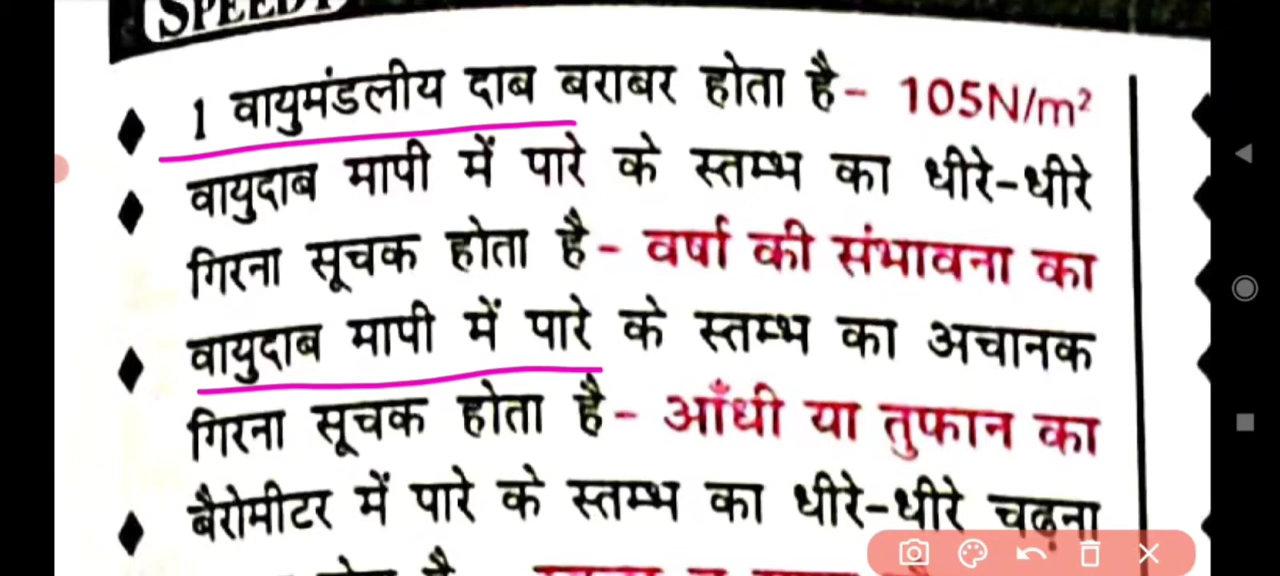 SPEEDY
♦ 1 वायुमंडलीय दाब बराबर होता है- 105N/m²
♦ वायुदाब मापी में पारे के स्तम्भ का धीरे-धीरे
गिरना सूचक होता है- वर्षा की संभावना का
♦ वायुदाब मापी में पारे के स्तम्भ का अचानक
गिरना सूचक होता है- आँधी या तुफान का
♦ बैरोमीटर में पारे के स्तम्भ का धीरे-धीरे चढ़ना